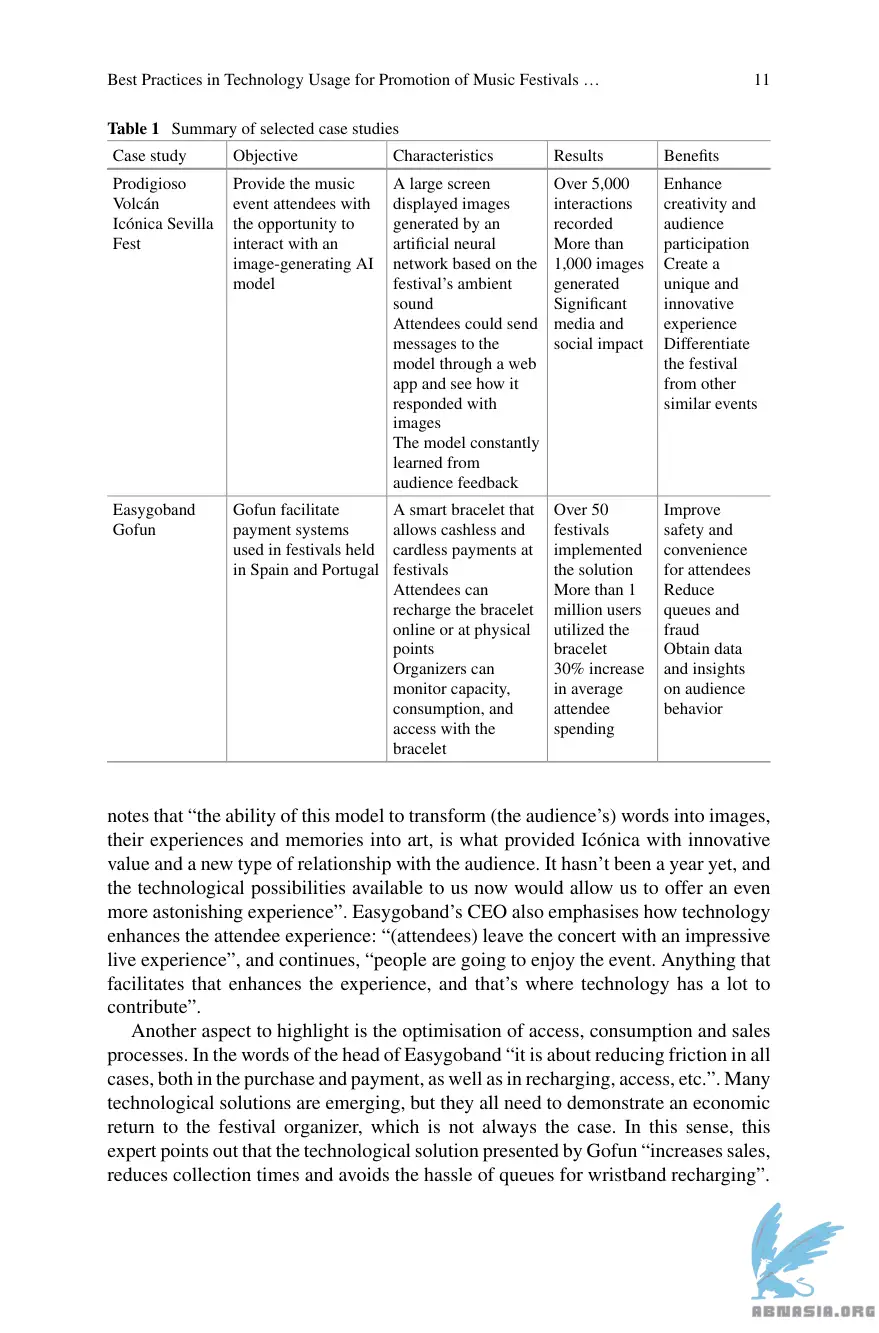 Best Practices in Technology Usage for Promotion of Music Festivals … 11
Table 1 Summary of selected case studies
Case study Objective Characteristics Results Benefits
Prodigioso
Volcán
Icónica Sevilla
Fest
Provide the music
event attendees with
the opportunity to
interact with an
image-generating AI
model
A large screen
displayed images
generated by an
artificial neural
network based on the
festival’s ambient
sound
Attendees could send
messages to the
model through a web
app and see how it
responded with
images
The model constantly
learned from
audience feedback
Over 5,000
interactions
recorded
More than
1,000 images
generated
Significant
media and
social impact
Enhance
creativity and
audience
participation
Create a
unique and
innovative
experience
Differentiate
the festival
from other
similar events
Easygoband
Gofun
Gofun facilitate
payment systems
used in festivals held
in Spain and Portugal
A smart bracelet that
allows cashless and
cardless payments at
festivals
Attendees can
recharge the bracelet
online or at physical
points
Organizers can
monitor capacity,
consumption, and
access with the
bracelet
Over 50
festivals
implemented
the solution
More than 1
million users
utilized the
bracelet
30% increase
in average
attendee
spending
Improve
safety and
convenience
for attendees
Reduce
queues and
fraud
Obtain data
and insights
on audience
behavior
notes that “the ability of this model to transform (the audience’s) words into images,
their experiences and memories into art, is what provided Icónica with innovative
value and a new type of relationship with the audience. It hasn’t been a year yet, and
the technological possibilities available to us now would allow us to offer an even
more astonishing experience”. Easygoband’s CEO also emphasises how technology
enhances the attendee experience: “(attendees) leave the concert with an impressive
live experience”, and continues, “people are going to enjoy the event. Anything that
facilitates that enhances the experience, and that’s where technology has a lot to
contribute”.
Another aspect to highlight is the optimisation of access, consumption and sales
processes. In the words of the head of Easygoband “it is about reducing friction in all
cases, both in the purchase and payment, as well as in recharging, access, etc.”. Many
technological solutions are emerging, but they all need to demonstrate an economic
return to the festival organizer, which is not always the case. In this sense, this
expert points out that the technological solution presented by Gofun “increases sales,
reduces collection times and avoids the hassle of queues for wristband recharging”.
ABNASIA.ORG